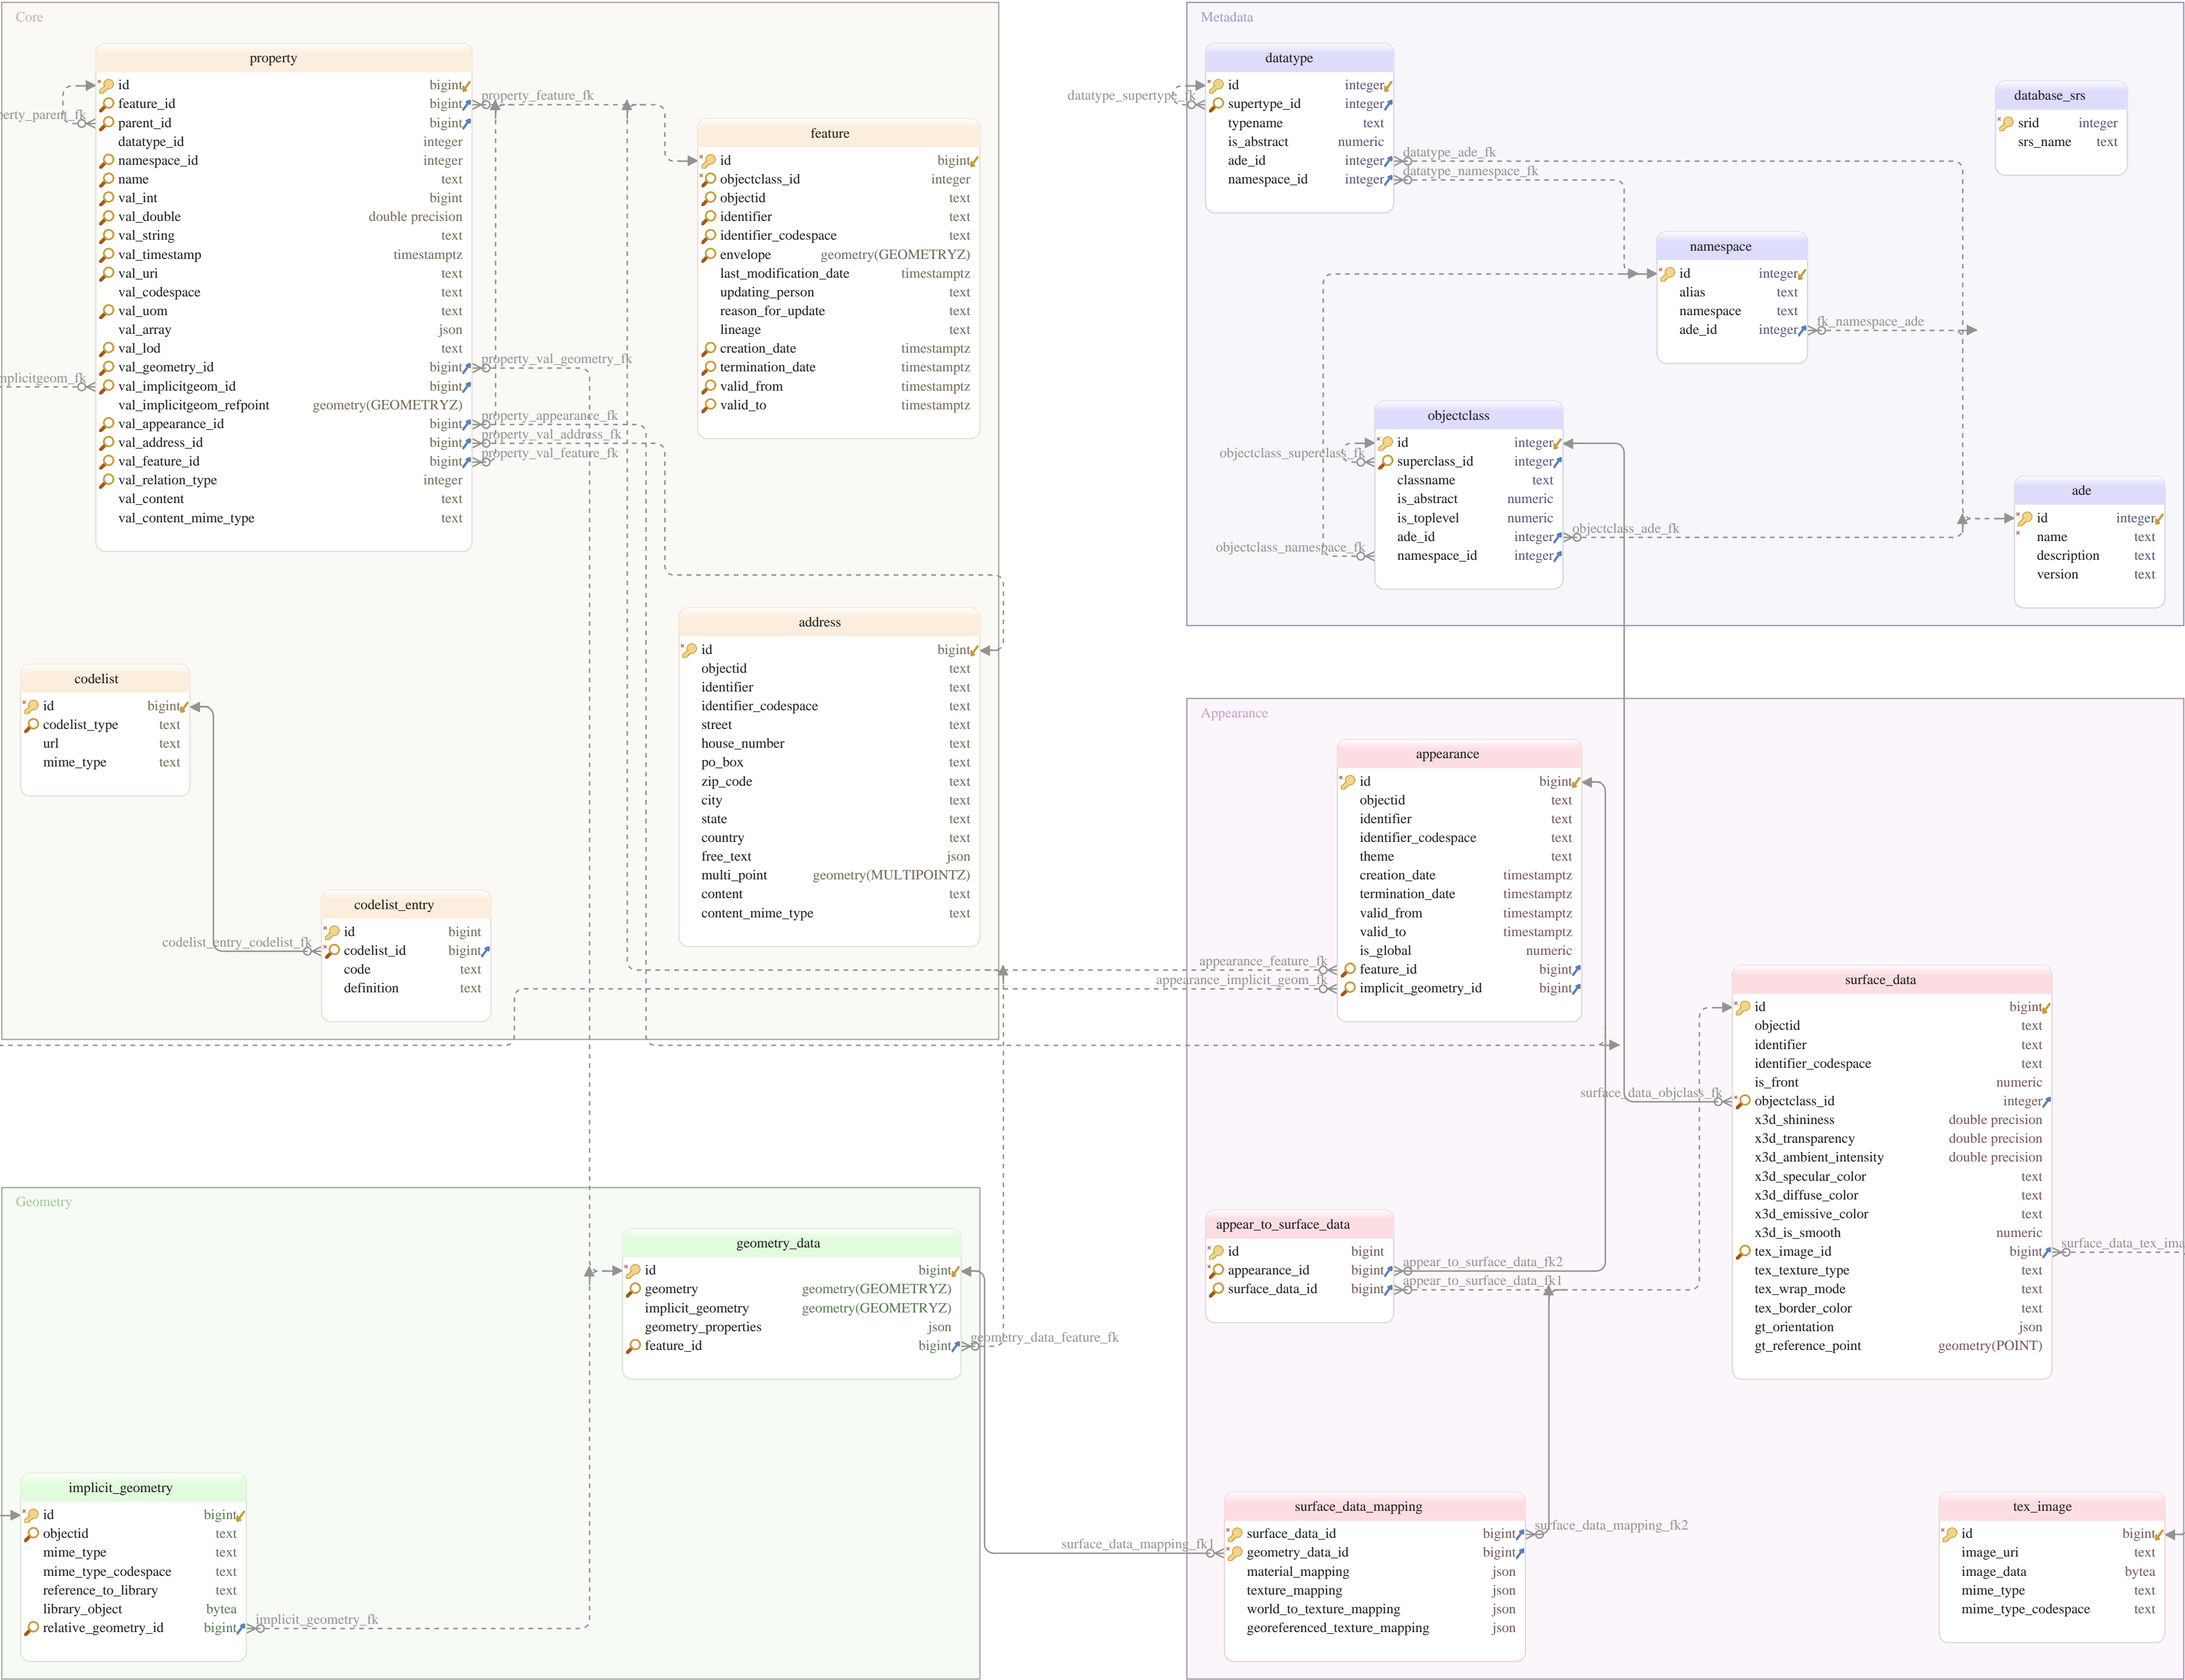 Core
property
id bigint
feature_id bigint
parent_id bigint
datatype_id integer
namespace_id integer
name text
val_int bigint
val_double double precision
val_string text
val_timestamp timestamptz
val_uri text
val_codespace text
val_uom text
val_array json
val_lod text
val_geometry_id bigint
val_implicitgeom_id bigint
val_implicitgeom_refpoint geometry(GEOMETRYZ)
val_appearance_id bigint
val_address_id bigint
val_feature_id bigint
val_relation_type integer
val_content text
val_content_mime_type text
erty_parent_fk
mplicitgeom_fk
property_feature_fk
property_val_geometry_fk
property_appearance_fk
property_val_address_fk
property_val_feature_fk
feature
id bigint
objectclass_id integer
objectid text
identifier text
identifier_codespace text
envelope geometry(GEOMETRYZ)
last_modification_date timestamptz
updating_person text
reason_for_update text
lineage text
creation_date timestamptz
termination_date timestamptz
valid_from timestamptz
valid_to timestamptz
address
id bigint
objectid text
identifier text
identifier_codespace text
street text
house_number text
po_box text
zip_code text
city text
state text
country text
free_text json
multi_point geometry(MULTIPOINTZ)
content text
content_mime_type text
codelist
id bigint
codelist_type text
url text
mime_type text
codelist_entry
id bigint
codelist_id bigint
code text
definition text
codelist_entry_codelist_fk
Metadata
datatype
id integer
supertype_id integer
typename text
is_abstract numeric
ade_id integer
namespace_id integer
datatype_supertype_fk
datatype_ade_fk
datatype_namespace_fk
database_srs
srid integer
srs_name text
namespace
id integer
alias text
namespace text
ade_id integer
fk_namespace_ade
objectclass
id integer
superclass_id integer
classname text
is_abstract numeric
is_toplevel numeric
ade_id integer
namespace_id integer
objectclass_superclass_fk
objectclass_namespace_fk
objectclass_ade_fk
ade
id integer
name text
description text
version text
Appearance
appearance
id bigint
objectid text
identifier text
identifier_codespace text
theme text
creation_date timestamptz
termination_date timestamptz
valid_from timestamptz
valid_to timestamptz
is_global numeric
feature_id bigint
implicit_geometry_id bigint
appearance_feature_fk
appearance_implicit_geom_fk
surface_data
id bigint
objectid text
identifier text
identifier_codespace text
is_front numeric
objectclass_id integer
x3d_shininess double precision
x3d_transparency double precision
x3d_ambient_intensity double precision
x3d_specular_color text
x3d_diffuse_color text
x3d_emissive_color text
x3d_is_smooth numeric
tex_image_id bigint
tex_texture_type text
tex_wrap_mode text
tex_border_color text
gt_orientation json
gt_reference_point geometry(POINT)
surface_data_objclass_fk
surface_data_tex_ima
appear_to_surface_data
id bigint
appearance_id bigint
surface_data_id bigint
appear_to_surface_data_fk2
appear_to_surface_data_fk1
surface_data_mapping
surface_data_id bigint
geometry_data_id bigint
material_mapping json
texture_mapping json
world_to_texture_mapping json
georeferenced_texture_mapping json
surface_data_mapping_fk1
surface_data_mapping_fk2
tex_image
id bigint
image_uri text
image_data bytea
mime_type text
mime_type_codespace text
Geometry
geometry_data
id bigint
geometry geometry(GEOMETRYZ)
implicit_geometry geometry(GEOMETRYZ)
geometry_properties json
feature_id bigint
geometry_data_feature_fk
implicit_geometry
id bigint
objectid text
mime_type text
mime_type_codespace text
reference_to_library text
library_object bytea
relative_geometry_id bigint
implicit_geometry_fk